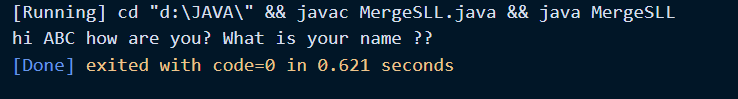 [Running] cd "d:\JAVA\" && javac MergeSLL.java && java MergeSLL
hi ABC how are you? What is your name ??
[Done] exited with code=0 in 0.621 seconds